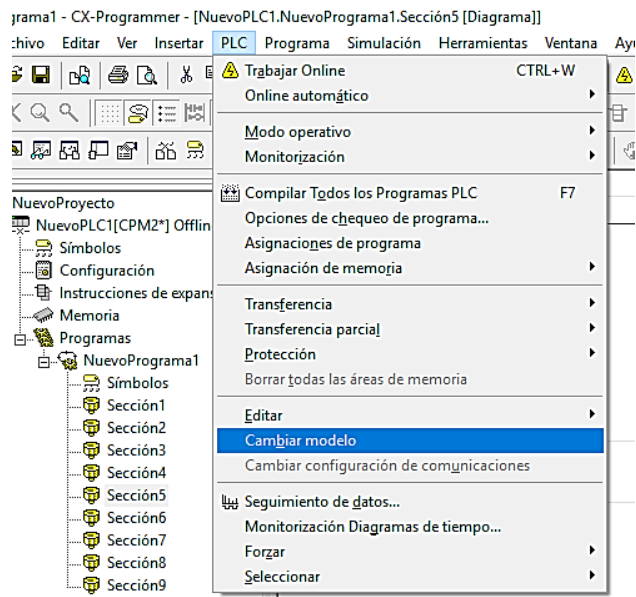 grama1 - CX-Programmer - [NuevoPLC1.NuevoPrograma1.Sección5 [Diagrama]]
chivo Editar Ver Insertar PLC Programa Simulación Herramientas Ventana Ayu
Trabajar Online CTRL+W
Online automático
Modo operativo
Monitorización
Compilar Todos los Programas PLC F7
Opciones de chequeo de programa...
Asignaciones de programa
Asignación de memoria
Transferencia
Transferencia parcial
Protección
Borrar todas las áreas de memoria
Editar
Cambiar modelo
Cambiar configuración de comunicaciones
Seguimiento de datos...
Monitorización Diagramas de tiempo...
Forzar
Seleccionar
NuevoProyecto
NuevoPLC1[CPM2*] Offlin
Símbolos
Configuración
Instrucciones de expans
Memoria
Programas
NuevoPrograma1
Símbolos
Sección1
Sección2
Sección3
Sección4
Sección5
Sección6
Sección7
Sección8
Sección9